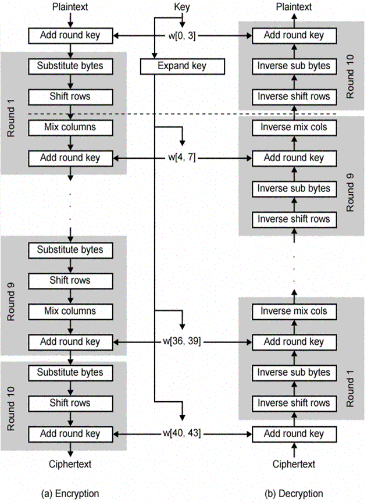 Plaintext
Key
Plaintext
Add round key
w[0, 3]
Add round key
Round 1
Substitute bytes
Expand key
Inverse sub bytes
Round 10
Shift rows
Inverse shift rows
Mix columns
Inverse mix cols
Add round key
w[4, 7]
Add round key
Round 9
Inverse sub bytes
Inverse shift rows
Round 9
Substitute bytes
Shift rows
Mix columns
Inverse mix cols
Add round key
w[36, 39]
Add round key
Round 1
Round 10
Substitute bytes
Inverse sub bytes
Shift rows
Inverse shift rows
Add round key
w[40, 43]
Add round key
Ciphertext
Ciphertext
(a) Encryption
(b) Decryption